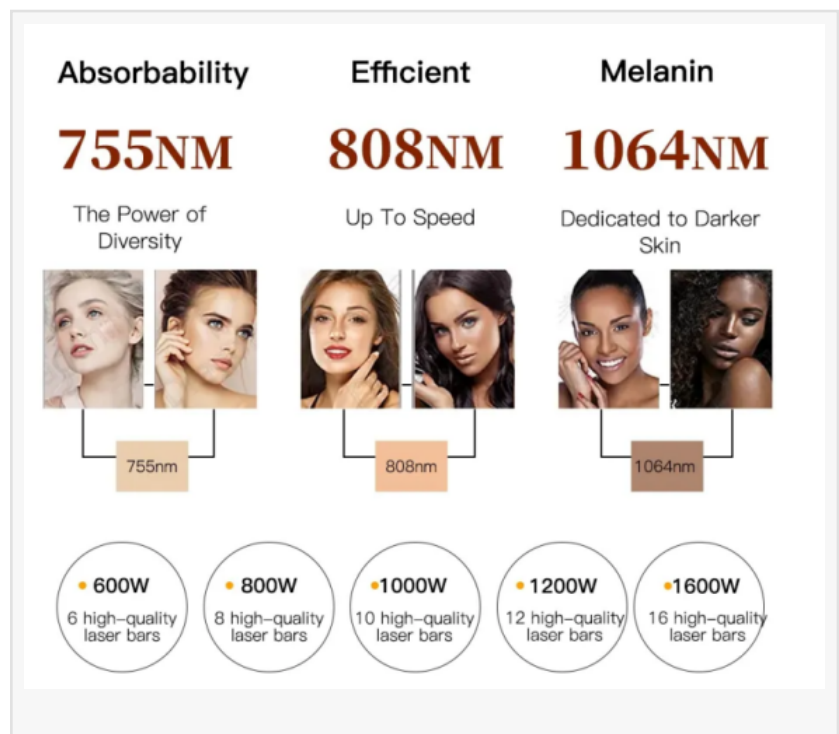 Absorbability
Efficient
Melanin
755NM
808NM
1064NM
The Power of
Diversity
Up To Speed
Dedicated to Darker
Skin
755nm
808nm
1064nm
600W
6 high-quality
laser bars
800W
8 high-quality
laser bars
1000W
10 high-quality
laser bars
1200W
12 high-quality
laser bars
1600W
16 high-quality
laser bars